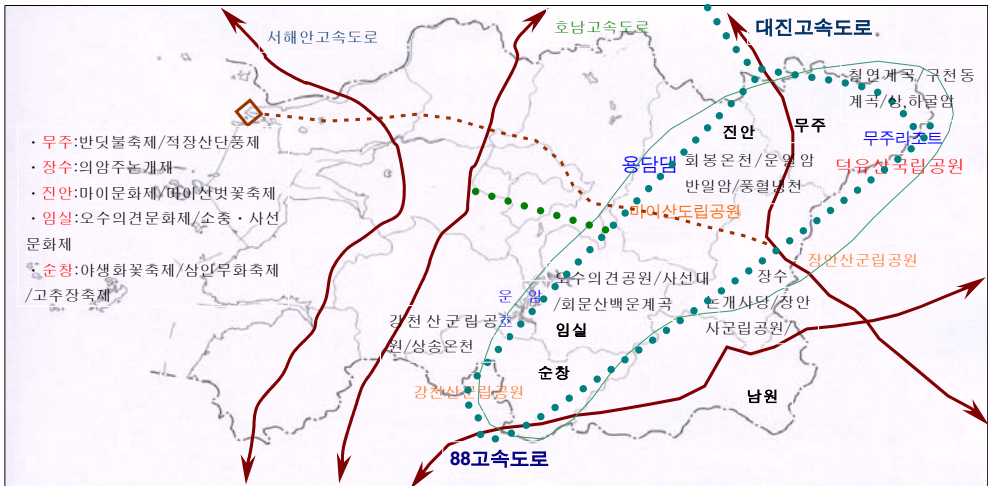 서해안고속도로
호남고속도로
대진고속도로
칠연계곡/구천동
계곡/상,하굴암
무주
진안
무주리조트
덕유산국립공원
용담댐
회봉온천/운일암
반일암/풍혈냉천
마이산도립공원
· 무주:반딧불축제/적장산단풍제
· 장수:의암주논개제
· 진안:마이문화제/마이산벚꽃축제
· 임실:오수의견문화제/소충·사선
문화제
· 순창:야생화꽃축제/삼인무화축제
/고추장축제
장안산군립공원
장수
논개사당/장안
사군립공원/
오수의견공원/사선대
/회문산백운계곡
운 암
호
강천산군립공
원/상송온천
임실
순창
강천산군립공원
남원
88고속도로